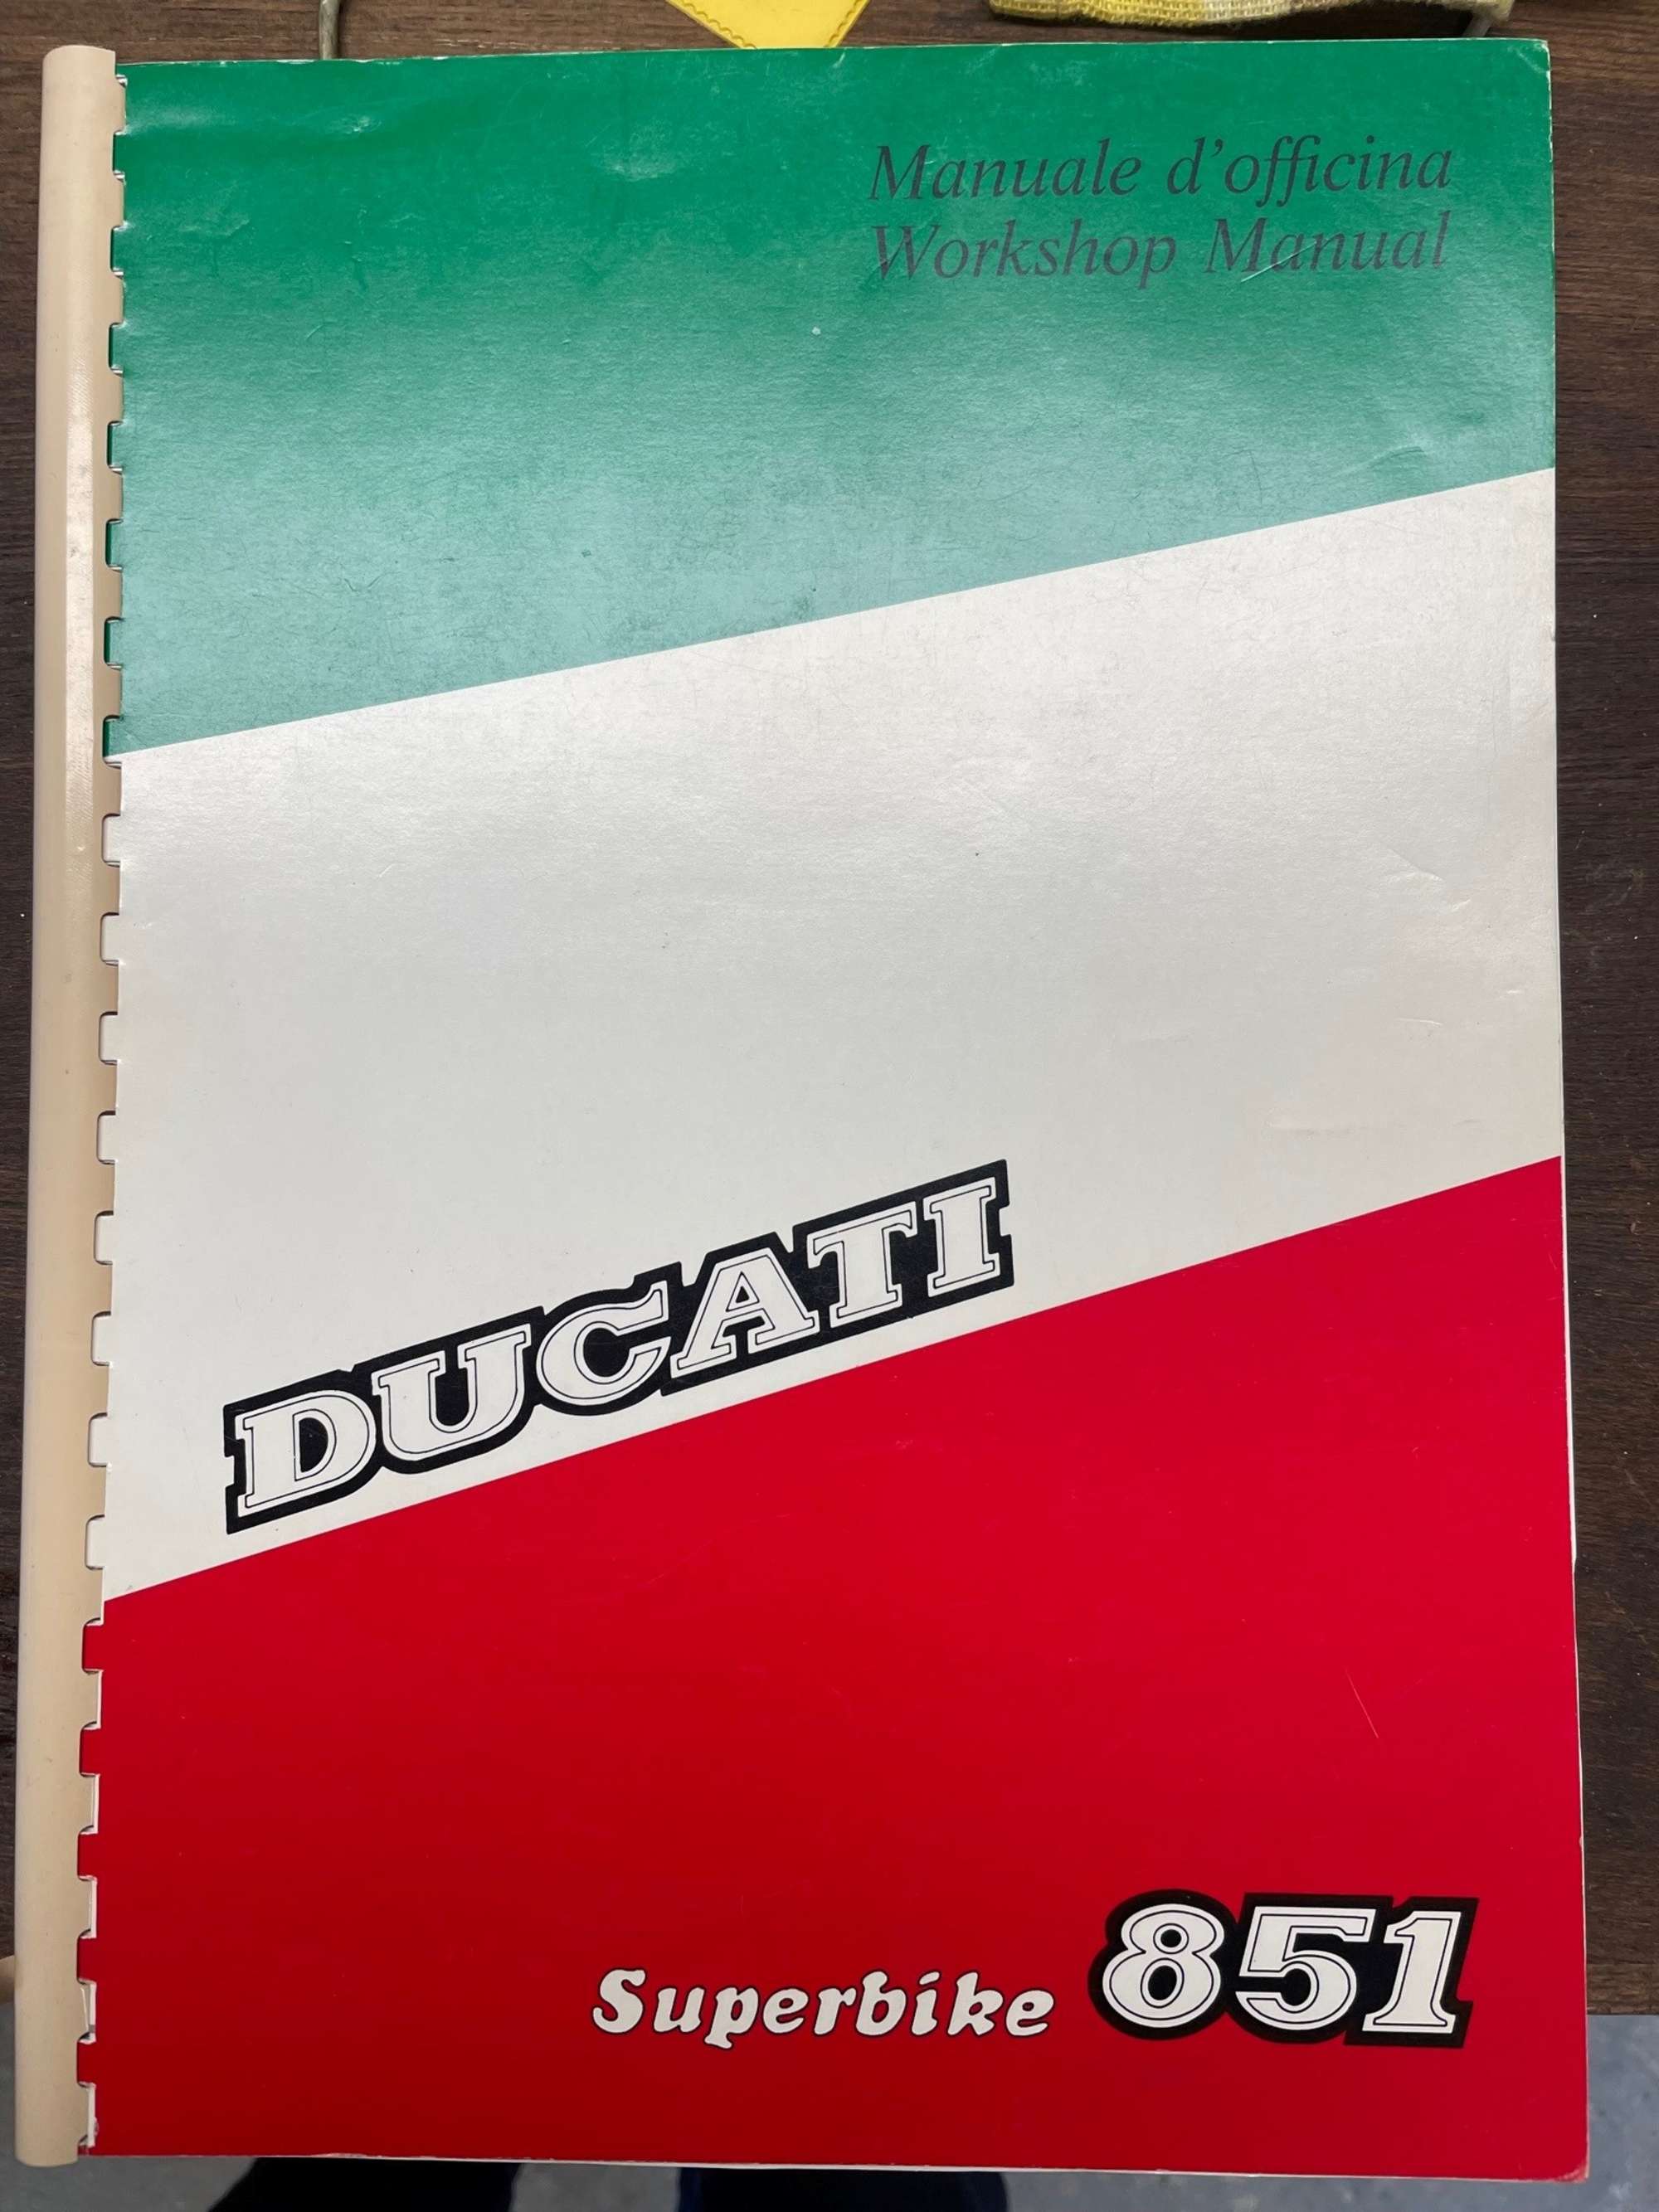 Manuale d'officina
Workshop Manual
DUCATI
Superbike 851